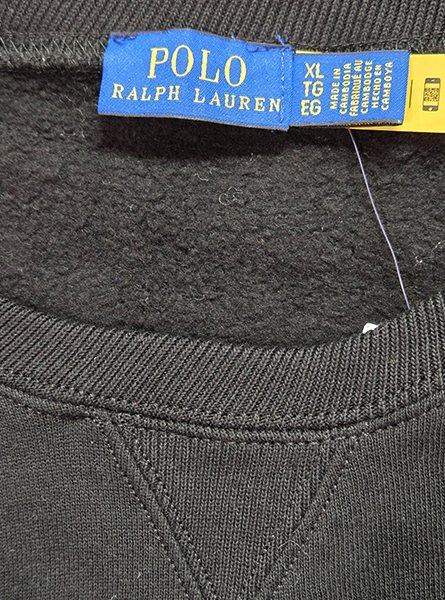 POLO
RALPH LAUREN
XL
TG
EG
MADE IN
CAMBODIA
FABRIQUÉ AU
CAMBODGE
HECHO EN
CAMBOYA